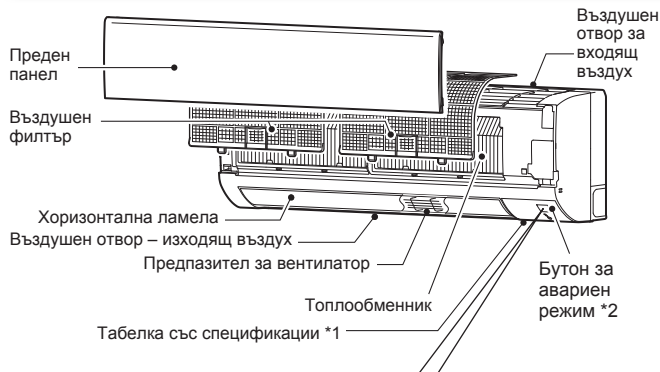 Преден
панел
Въздушен
отвор за
входящ
въздух
Въздушен
филтър
Хоризонтална ламела
Въздушен отвор – изходящ въздух
Предпазител за вентилатор
Топлообменник
Табелка със спецификации *1
Бутон за
авариен
режим *2